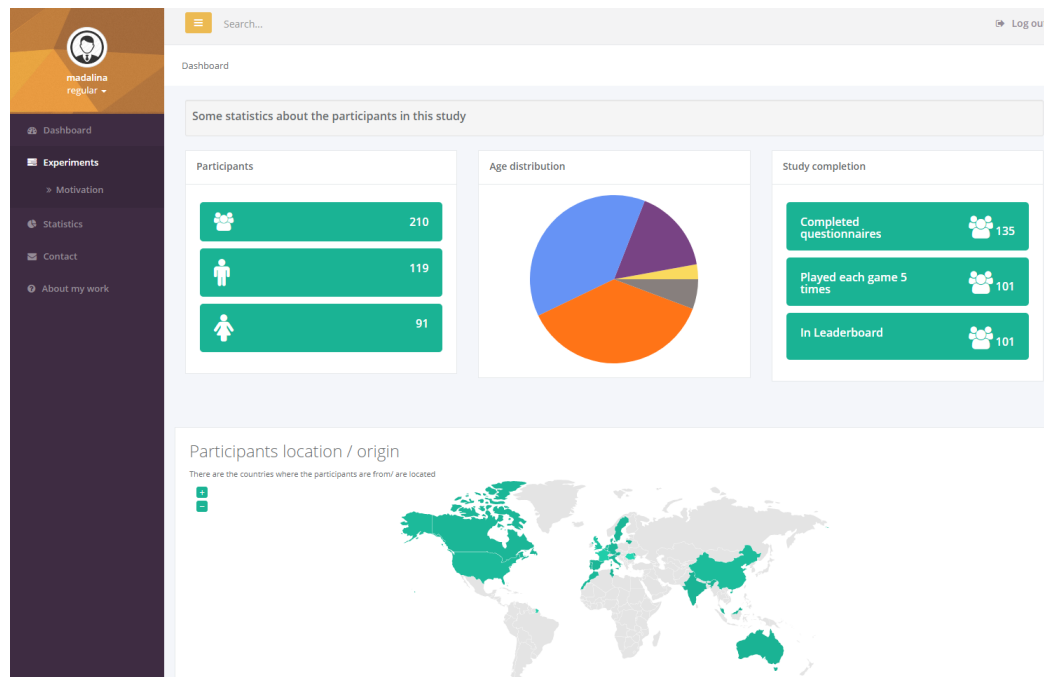 madalina
regular
Dashboard
Experiments
» Motivation
Statistics
Contact
About my work
Search...
Log out
Dashboard
Some statistics about the participants in this study
Participants
210
119
91
Age distribution
Study completion
Completed
questionnaires
135
Played each game 5
times
101
In Leaderboard
101
Participants location / origin
There are the countries where the participants are from/ are located
+
−